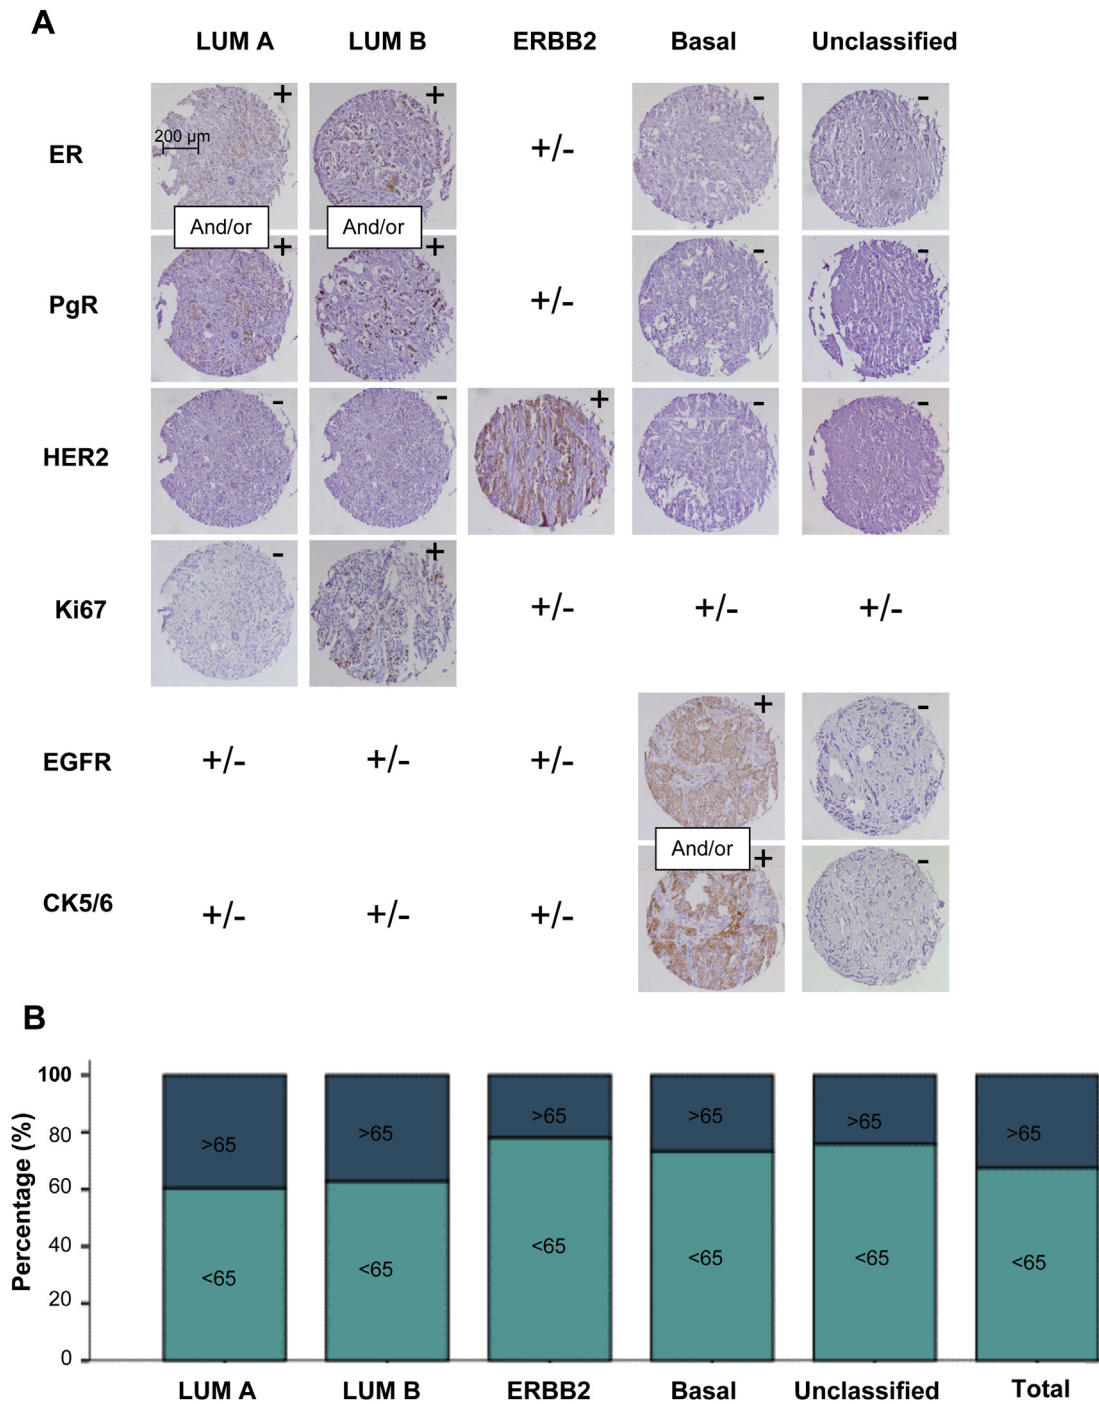 A
LUM A LUM B ERBB2 Basal Unclassified
+ + - -
200 µm
ER +/-
And/or And/or
+ + - -
PgR +/-
- - + - -
HER2
- +
Ki67 +/- +/- +/-
+ -
EGFR +/- +/- +/-
And/or
+ -
CK5/6 +/- +/- +/-
B
Percentage (%)
100
80
60
40
20
0
>65 >65 >65 >65 >65 >65
<65 <65 <65 <65 <65 <65
LUM A LUM B ERBB2 Basal Unclassified Total